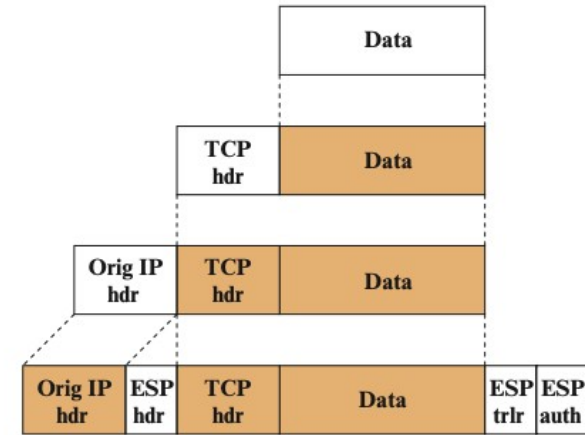 Data
TCP
hdr
Data
Orig IP
hdr
TCP
hdr
Data
Orig IP
hdr
ESP
hdr
TCP
hdr
Data
ESP
trlr
ESP
auth